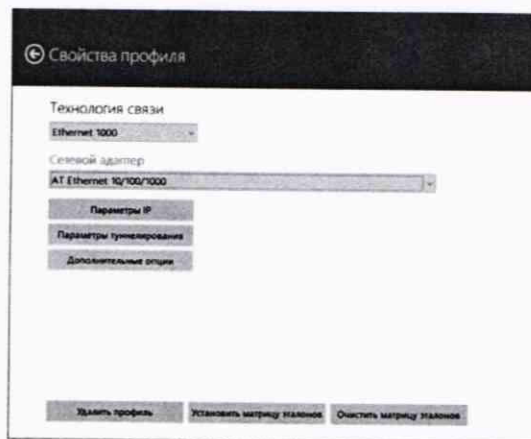 Свойства профиля
Технология связи
Ethernet 1000
Сетевой адаптер
AT Ethernet 10/100/1000
Параметры IP
Параметры туннелирования
Дополнительные опции
Удалить профиль Установить матрицу эталонов Очистить матрицу эталонов